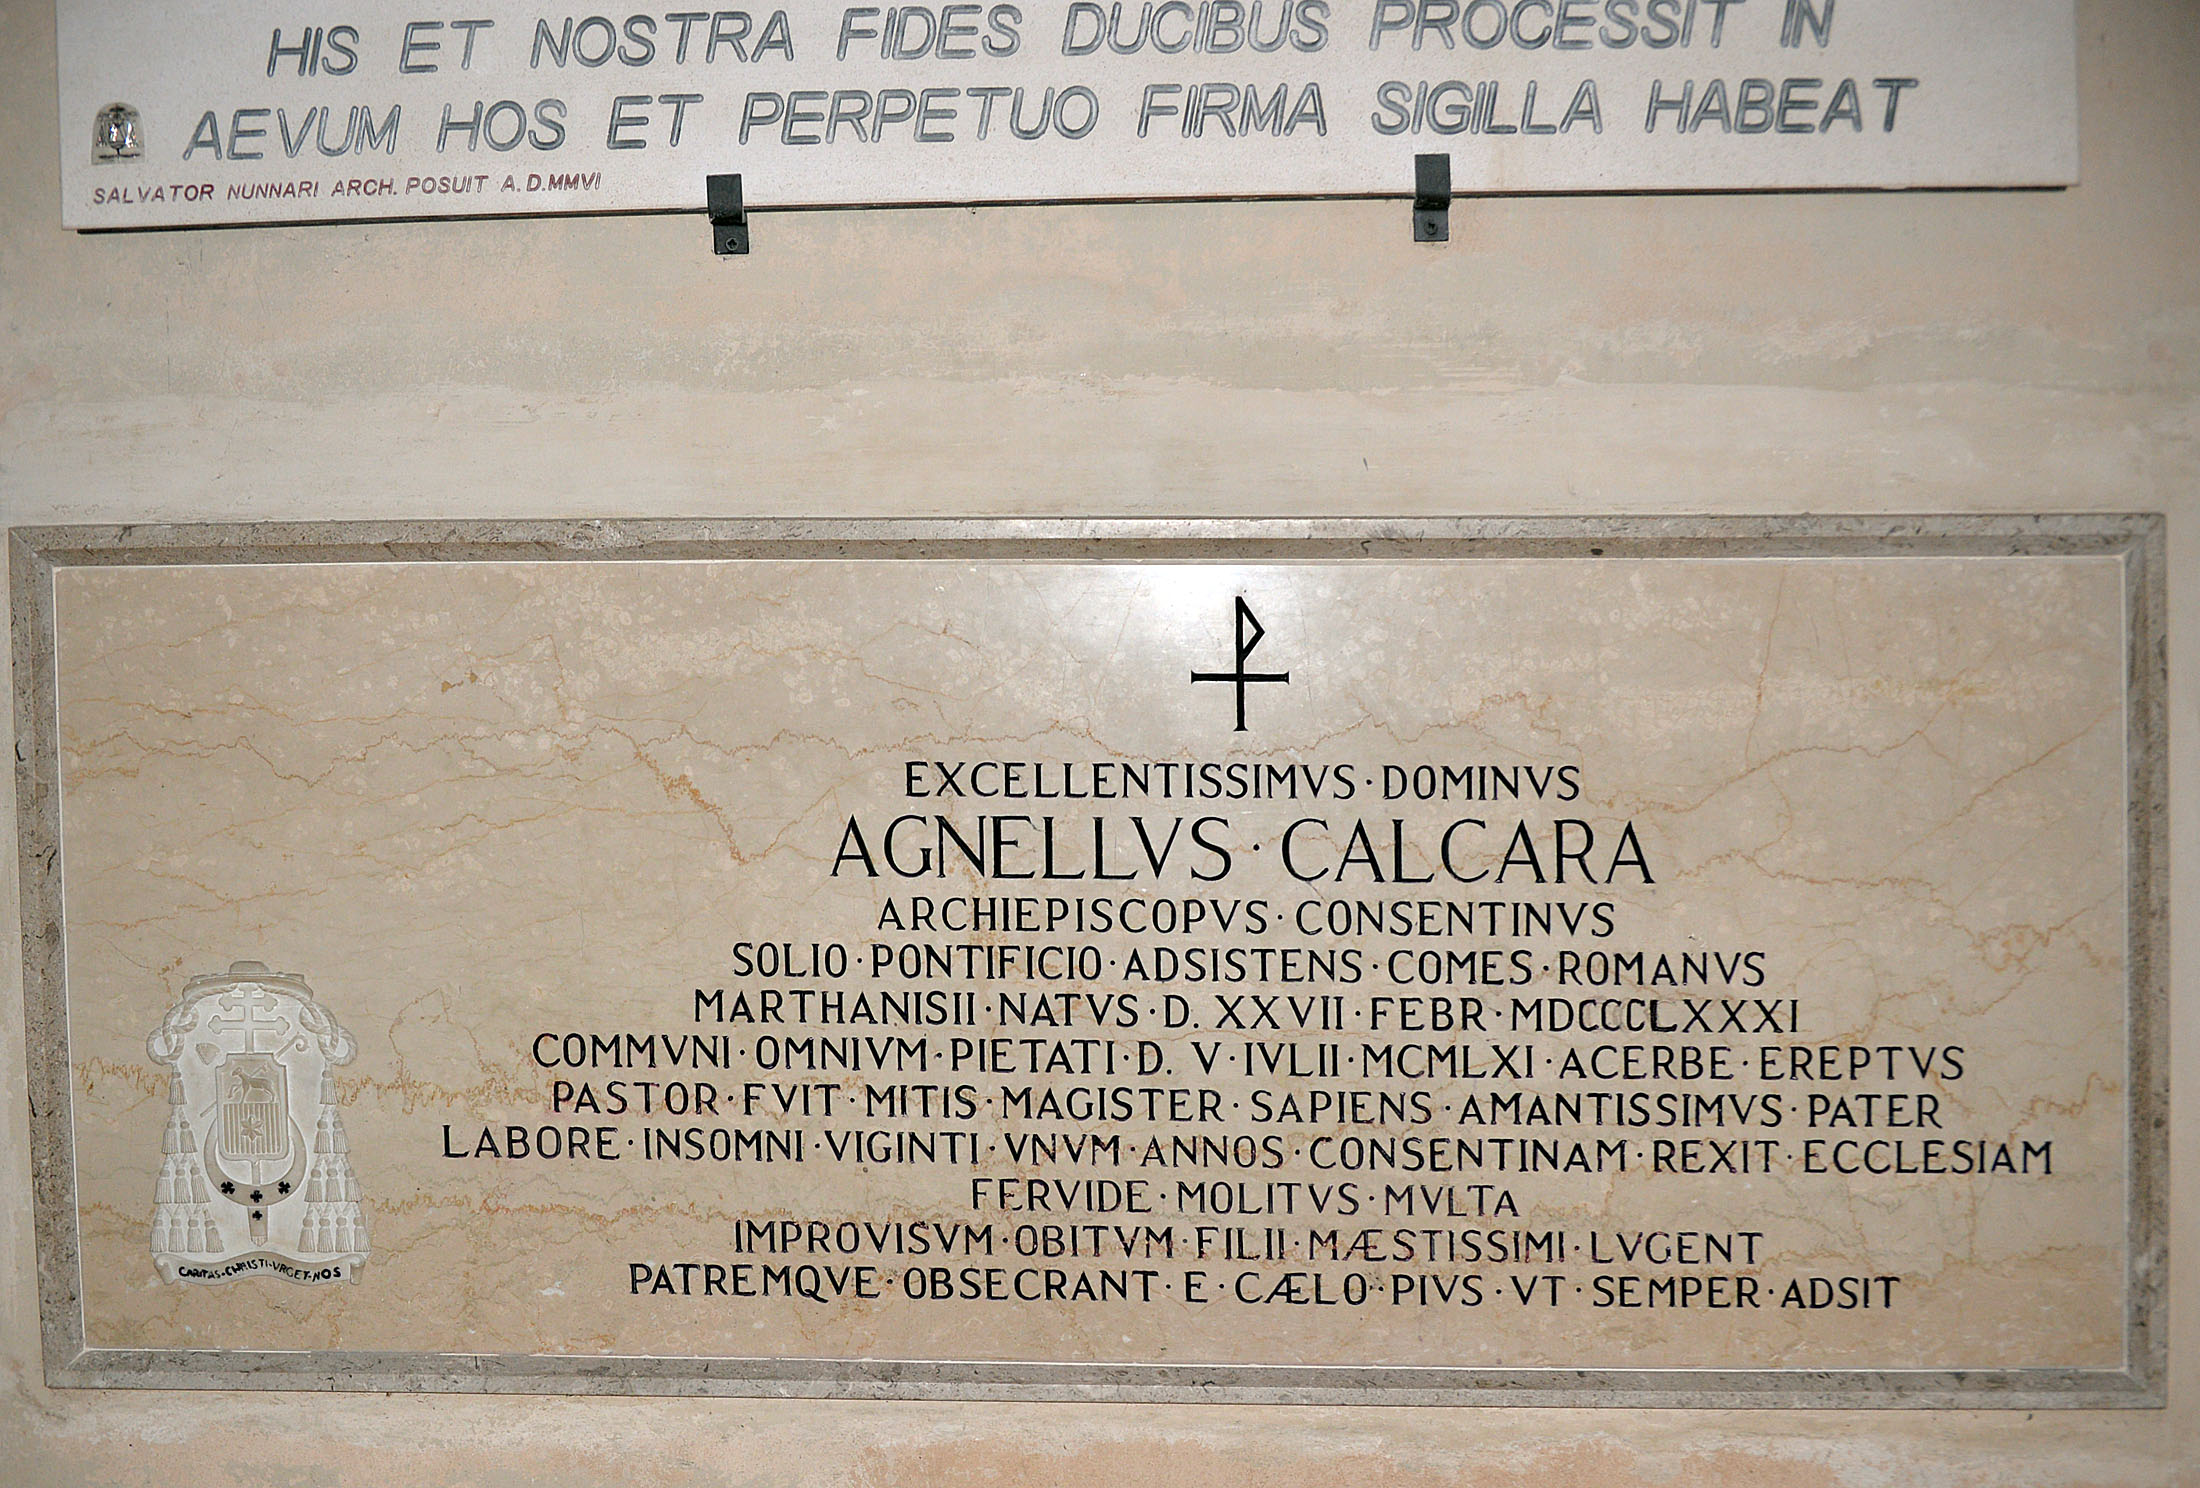 HIS ET NOSTRA FIDES DUCIBUS PROCESSIT IN
AEVUM HOS ET PERPETUO FIRMA SIGILLA HABEAT
SALVATOR NUNNARI ARCH. POSUIT A. D. MMVI
EXCELLENTISSIMVS · DOMINVS
AGNELLVS · CALCARA
ARCHIEPISCOPVS · CONSENTINVS
SOLIO · PONTIFICIO · ADSISTENS · COMES · ROMANVS
MARTHANISII · NATVS · D. XXVII · FEBR · MDCCCCLXXXI
COMMVNI · OMNIVM · PIETATI · D. V · IVLII · MCMLXI · ACERBE · EREPTVS
PASTOR · FVIT · MITIS · MAGISTER · SAPIENS · AMANTISSIMVS · PATER
LABORE · INSOMNI · VIGINTI · VNVM · ANNOS · CONSENTINAM · REXIT · ECCLESIAM
FERVIDE · MOLITVS · MVLTA
IMPROVISVM · OBITVM · FILII · MÆSTISSIMI · LVGENT
PATREMQVE · OBSECRANT · E · CÆLO · PIVS · VT · SEMPER · ADSIT
CARITAS · CHRISTI · VRGET · NOS